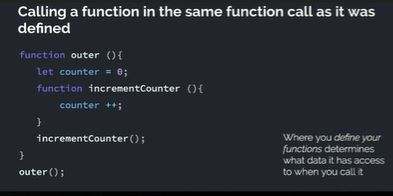 Calling a function in the same function call as it was
defined
function outer (){
let counter = 0;
function incrementCounter (){
counter ++;
}
incrementCounter();
}
outer();
Where you define your
functions determines
what data it has access
to when you call it